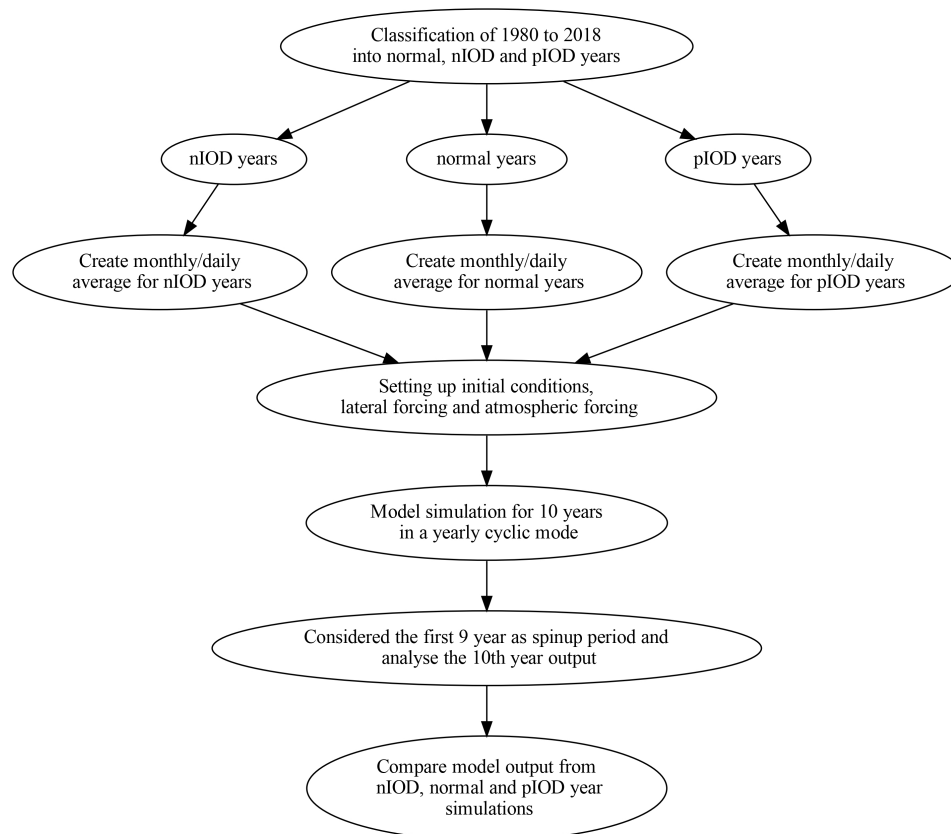 Classification of 1980 to 2018
into normal, nIOD and pIOD years
nIOD years
normal years
pIOD years
Create monthly/daily
average for nIOD years
Create monthly/daily
average for normal years
Create monthly/daily
average for pIOD years
Setting up initial conditions,
lateral forcing and atmospheric forcing
Model simulation for 10 years
in a yearly cyclic mode
Considered the first 9 year as spinup period and
analyse the 10th year output
Compare model output from
nIOD, normal and pIOD year
simulations